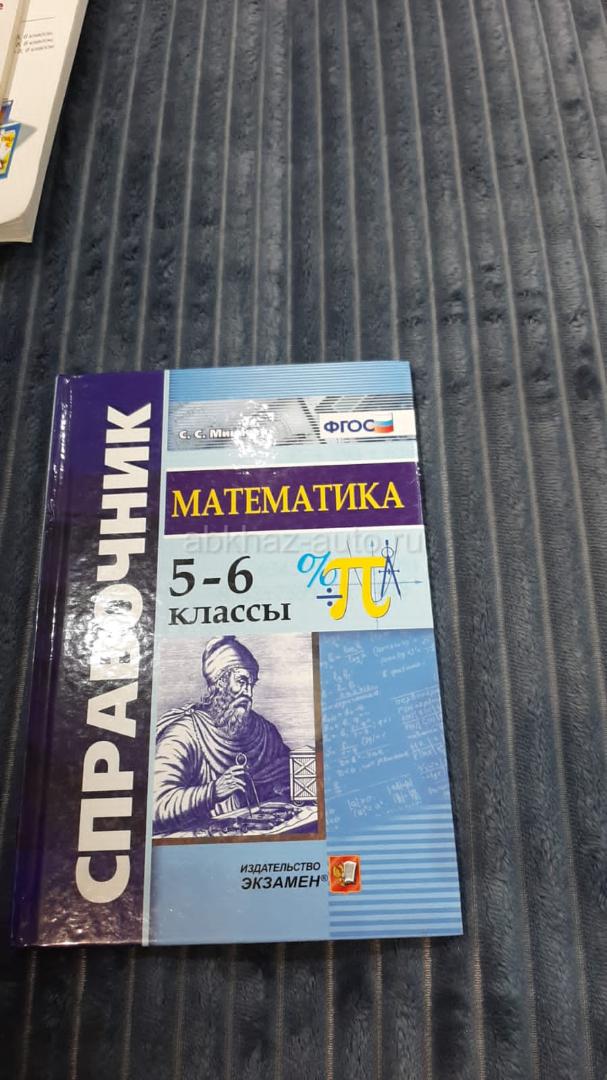 СПРАВОЧНИК
С. С.
ФГОС
МАТЕМАТИКА
abkhaz-auto.ru
5-6
классы
%
÷π
ИЗДАТЕЛЬСТВО
ЭКЗАМЕН®